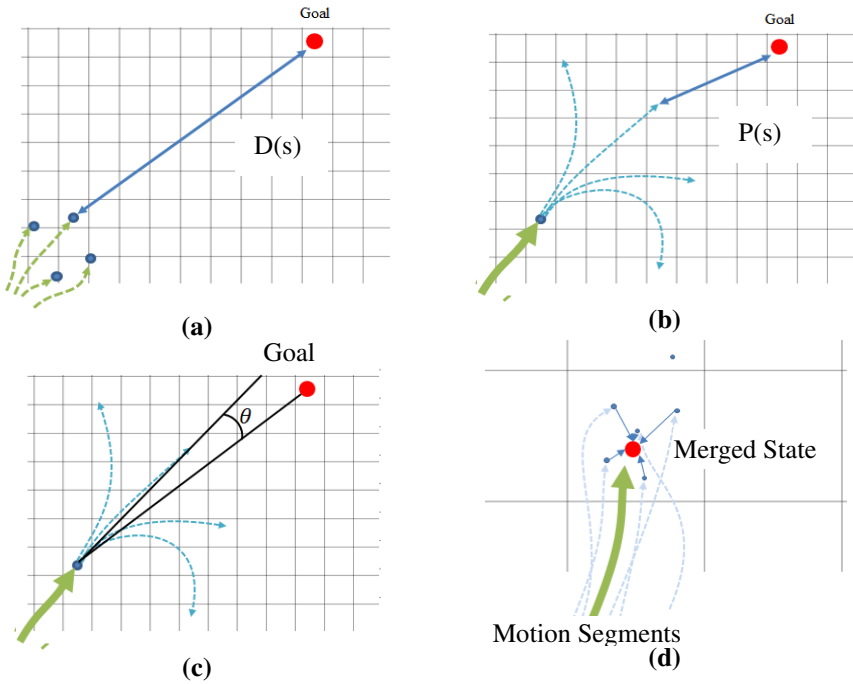 Goal
D(s)
(a)
Goal
P(s)
(b)
Goal
θ
(c)
Merged State
Motion Segments
(d)